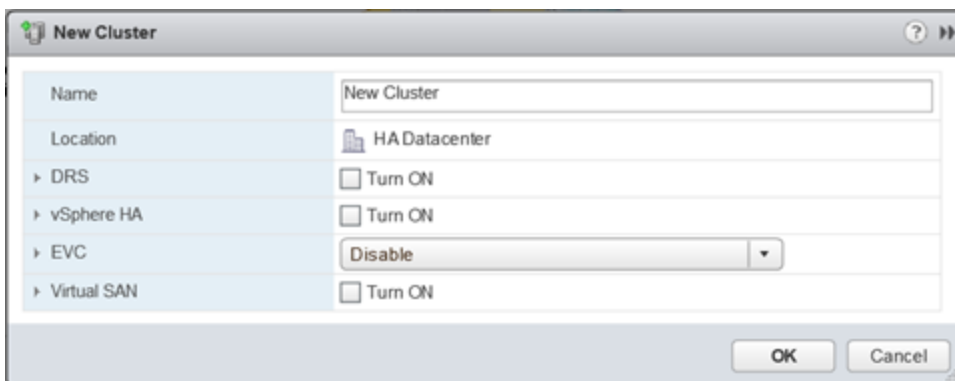 New Cluster
Name New Cluster
Location HA Datacenter
DRS Turn ON
vSphere HA Turn ON
EVC Disable
Virtual SAN Turn ON
OK Cancel